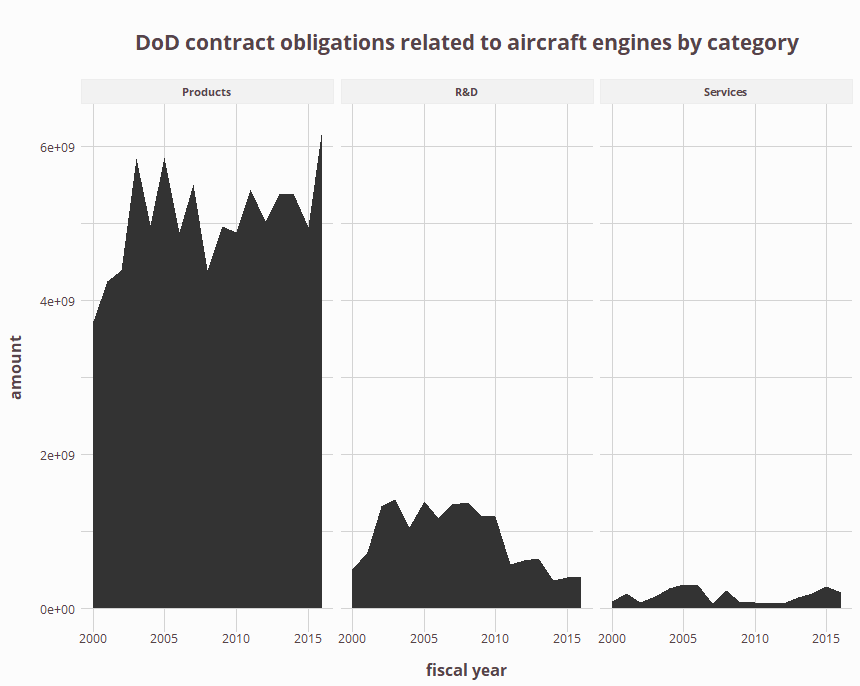 DoD contract obligations related to aircraft engines by category
Products R&D Services
6e+09
4e+09
2e+09
0e+00
amount
2000 2005 2010 2015 2000 2005 2010 2015 2000 2005 2010 2015
fiscal year